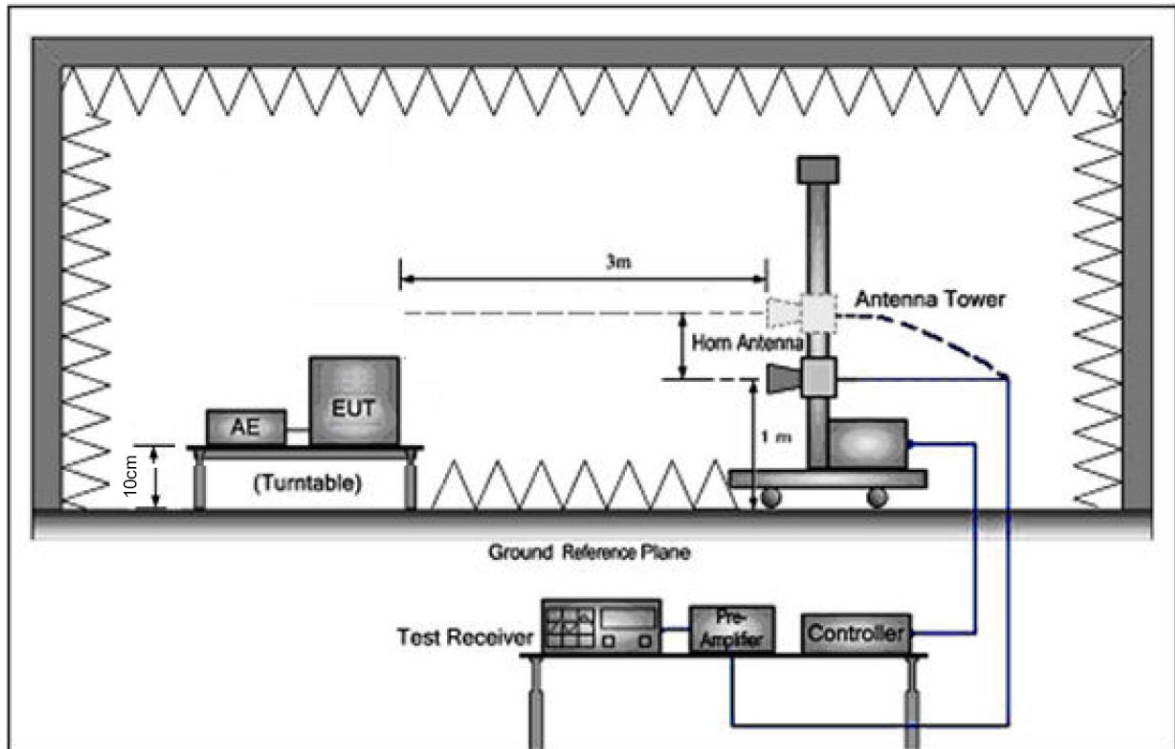 3m
Antenna Tower
Horn Antenna
EUT
AE
1 m
10cm
(Turntable)
Ground Reference Plane
Test Receiver
Pre-
Amplifier
Controller